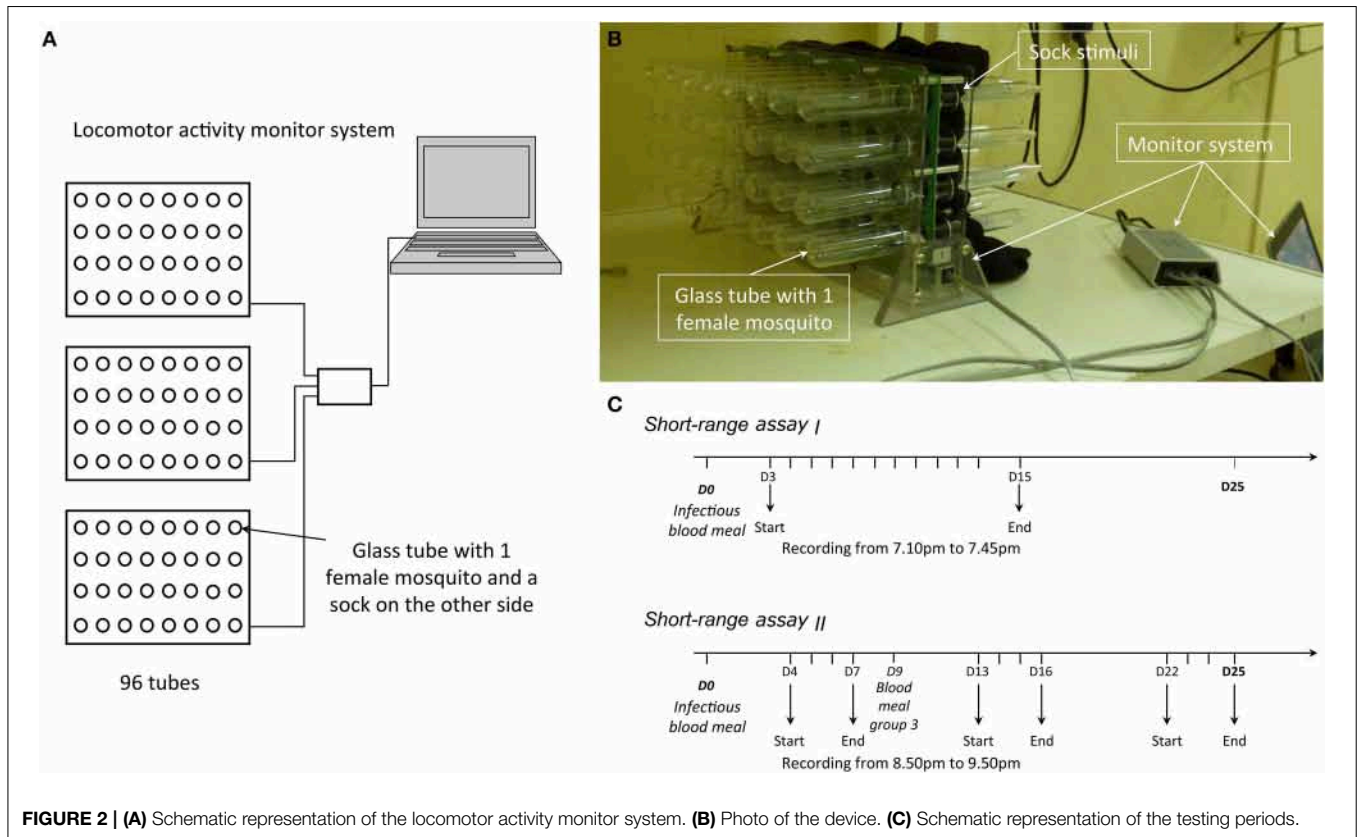 A
Locomotor activity monitor system
Glass tube with 1
female mosquito and a
sock on the other side
96 tubes
B
Sock stimuli
Monitor system
Glass tube with 1
female mosquito
C
Short-range assay I
D3
D15
D0
D25
Infectious
blood meal
Start
End
Recording from 7.10pm to 7.45pm
Short-range assay II
D4
D7
D9
D13
D16
D22
D25
D0
Blood
meal
group 3
Infectious
blood meal
Start
End
Start
End
Start
End
Recording from 8.50pm to 9.50pm
FIGURE 2 | (A) Schematic representation of the locomotor activity monitor system. (B) Photo of the device. (C) Schematic representation of the testing periods.